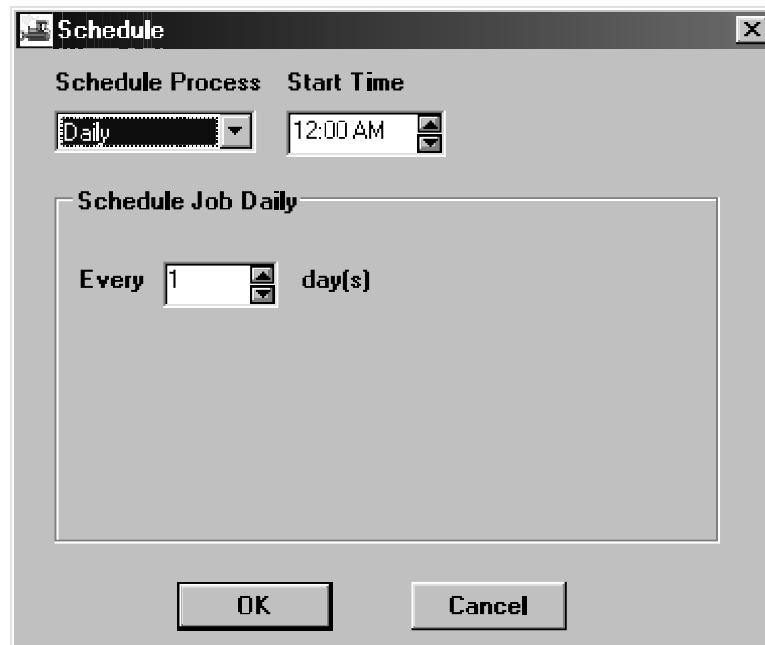 Schedule
Schedule Process Start Time
Daily 12:00 AM
Schedule Job Daily
Every 1 day(s)
OK Cancel